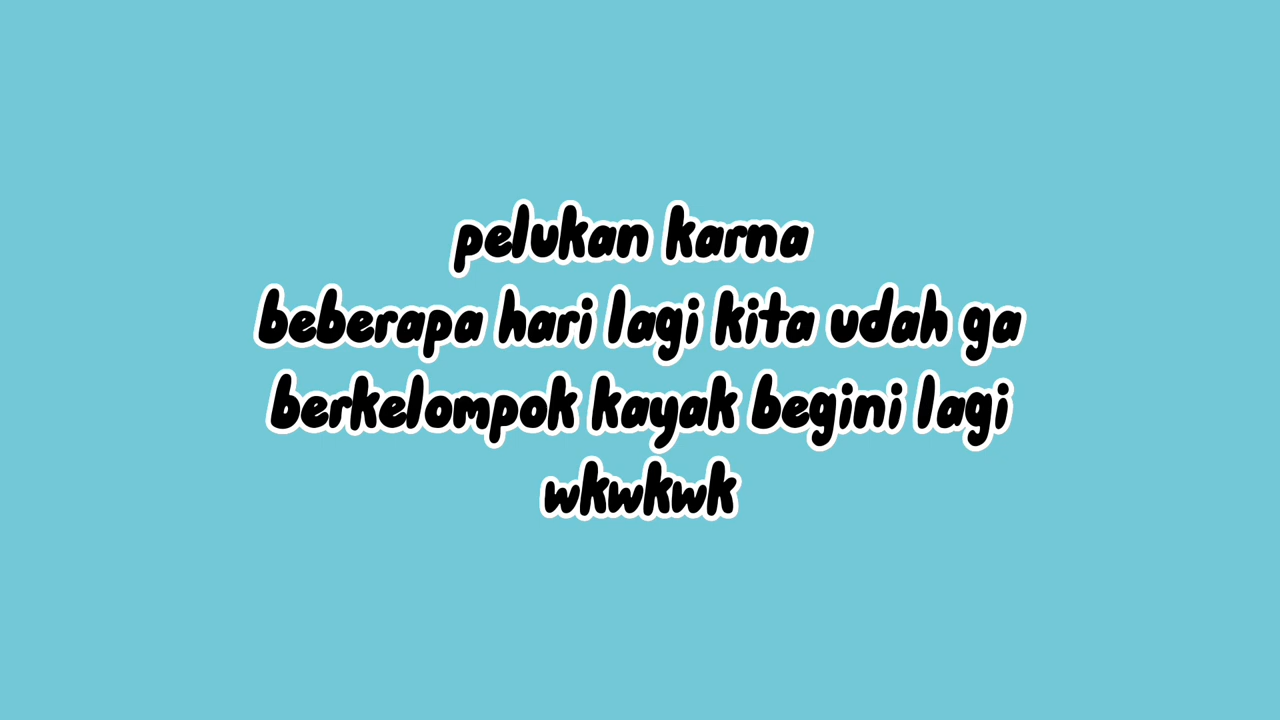 pelukan karna
beberapa hari lagi kita udah ga
berkelompok kayak begini lagi
wkwkwk